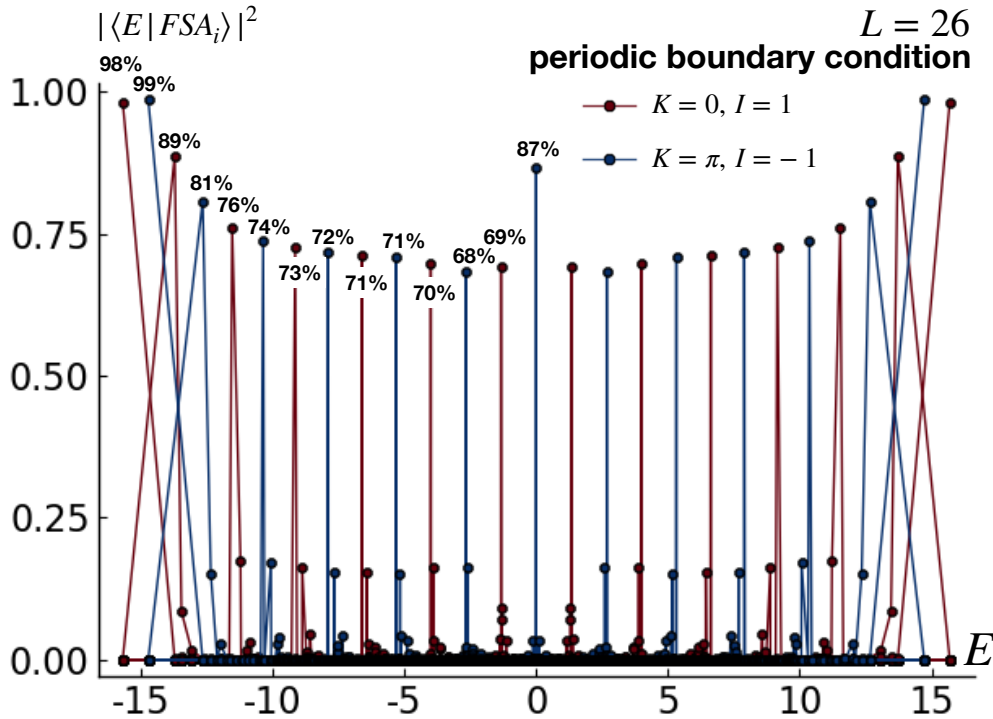 |⟨E|FSA_i⟩|²
L = 26
periodic boundary condition
98%
99%
1.00
K = 0, I = 1
89%
87%
K = π, I = − 1
81%
76%
74%
72%
71%
69%
0.75
73%
71%
70%
68%
0.50
0.25
0.00
E
-15 -10 -5 0 5 10 15